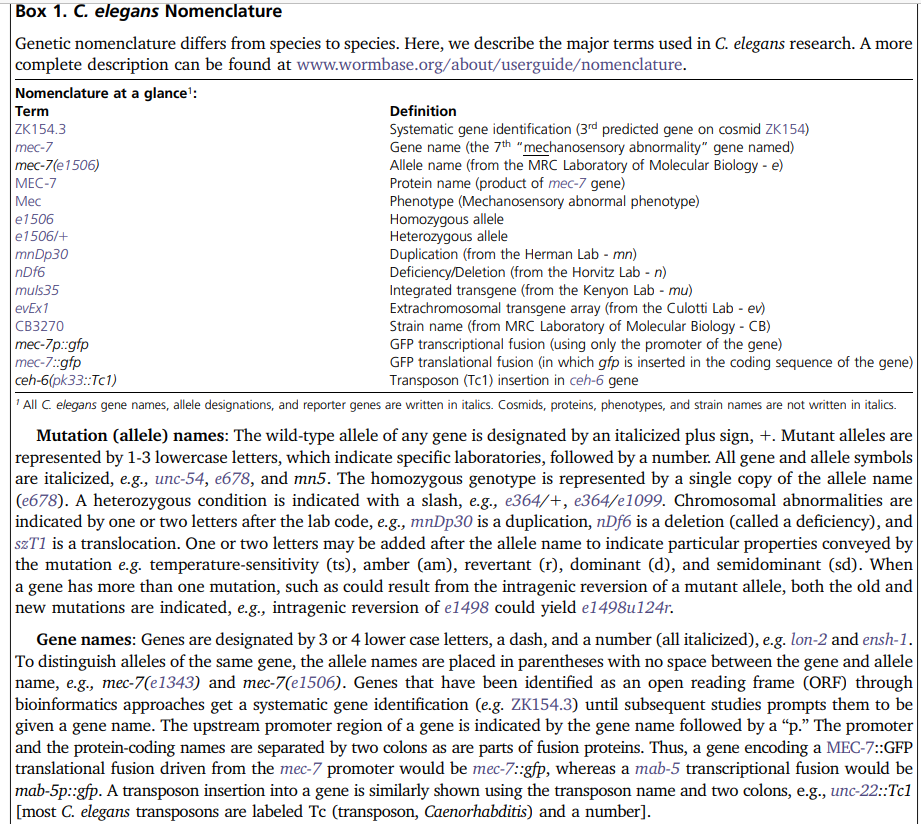 Box 1. C. elegans Nomenclature
Genetic nomenclature differs from species to species. Here, we describe the major terms used in C. elegans research. A more
complete description can be found at www.wormbase.org/about/userguide/nomenclature.
Nomenclature at a glance¹:
Term Definition
ZK154.3 Systematic gene identification (3rd predicted gene on cosmid ZK154)
mec-7 Gene name (the 7th “mechanosensory abnormality” gene named)
mec-7(e1506) Allele name (from the MRC Laboratory of Molecular Biology - e)
MEC-7 Protein name (product of mec-7 gene)
Mec Phenotype (Mechanosensory abnormal phenotype)
e1506 Homozygous allele
e1506/+ Heterozygous allele
mnDp30 Duplication (from the Herman Lab - mn)
nDf6 Deficiency/Deletion (from the Horvitz Lab - n)
muIs35 Integrated transgene (from the Kenyon Lab - mu)
evEx1 Extrachromosomal transgene array (from the Culotti Lab - ev)
CB3270 Strain name (from MRC Laboratory of Molecular Biology - CB)
mec-7p::gfp GFP transcriptional fusion (using only the promoter of the gene)
mec-7::gfp GFP translational fusion (in which gfp is inserted in the coding sequence of the gene)
ceh-6(pk33::Tc1) Transposon (Tc1) insertion in ceh-6 gene
¹ All C. elegans gene names, allele designations, and reporter genes are written in italics. Cosmids, proteins, phenotypes, and strain names are not written in italics.
Mutation (allele) names: The wild-type allele of any gene is designated by an italicized plus sign, +. Mutant alleles are
represented by 1-3 lowercase letters, which indicate specific laboratories, followed by a number. All gene and allele symbols
are italicized, e.g., unc-54, e678, and mn5. The homozygous genotype is represented by a single copy of the allele name
(e678). A heterozygous condition is indicated with a slash, e.g., e364/+, e364/e1099. Chromosomal abnormalities are
indicated by one or two letters after the lab code, e.g., mnDp30 is a duplication, nDf6 is a deletion (called a deficiency), and
szT1 is a translocation. One or two letters may be added after the allele name to indicate particular properties conveyed by
the mutation e.g. temperature-sensitivity (ts), amber (am), revertant (r), dominant (d), and semidominant (sd). When
a gene has more than one mutation, such as could result from the intragenic reversion of a mutant allele, both the old and
new mutations are indicated, e.g., intragenic reversion of e1498 could yield e1498u124r.
Gene names: Genes are designated by 3 or 4 lower case letters, a dash, and a number (all italicized), e.g. lon-2 and ensh-1.
To distinguish alleles of the same gene, the allele names are placed in parentheses with no space between the gene and allele
name, e.g., mec-7(e1343) and mec-7(e1506). Genes that have been identified as an open reading frame (ORF) through
bioinformatics approaches get a systematic gene identification (e.g. ZK154.3) until subsequent studies prompts them to be
given a gene name. The upstream promoter region of a gene is indicated by the gene name followed by a “p.” The promoter
and the protein-coding names are separated by two colons as are parts of fusion proteins. Thus, a gene encoding a MEC-7::GFP
translational fusion driven from the mec-7 promoter would be mec-7::gfp, whereas a mab-5 transcriptional fusion would be
mab-5p::gfp. A transposon insertion into a gene is similarly shown using the transposon name and two colons, e.g., unc-22::Tc1
[most C. elegans transposons are labeled Tc (transposon, Caenorhabditis) and a number].